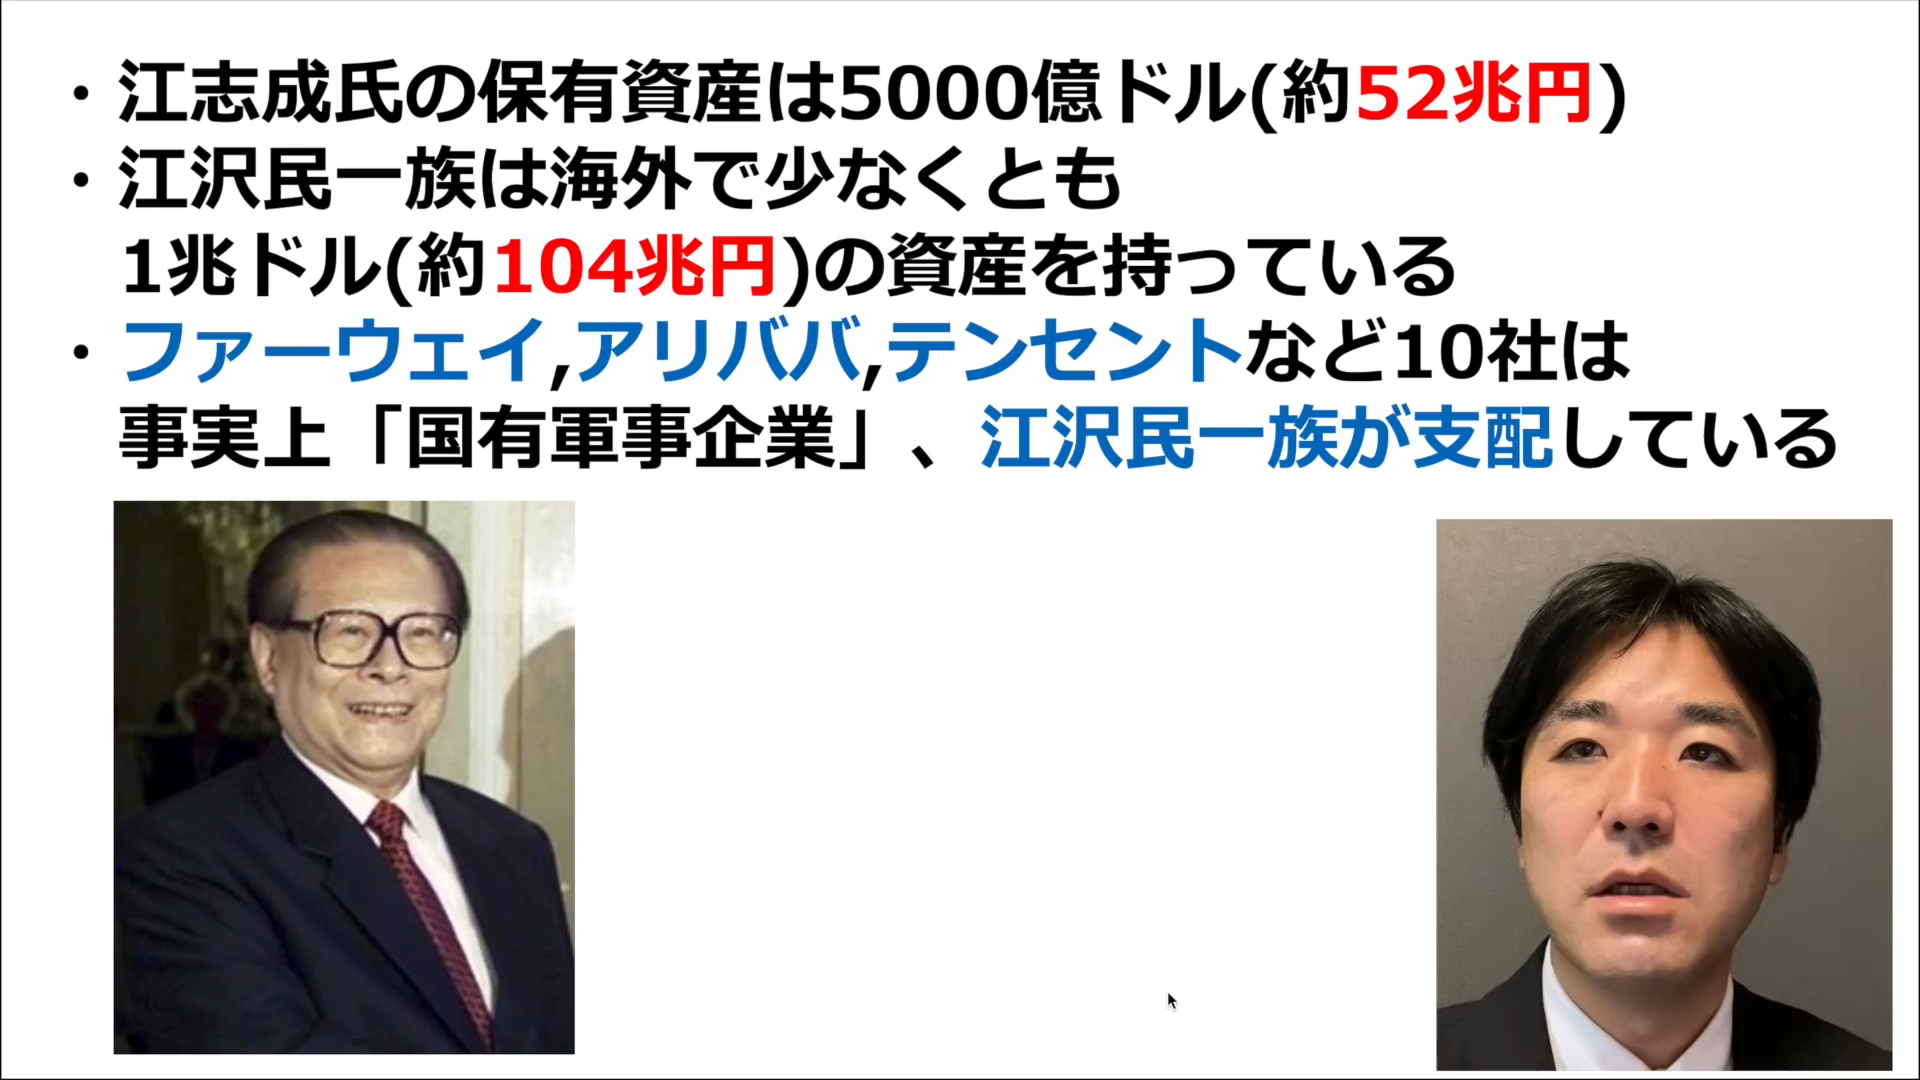 ・江志成氏の保有資産は5000億ドル(約52兆円)
・江沢民一族は海外で少なくとも
1兆ドル(約104兆円)の資産を持っている
・ファーウェイ,アリババ,テンセントなど10社は
事実上「国有軍事企業」、江沢民一族が支配している